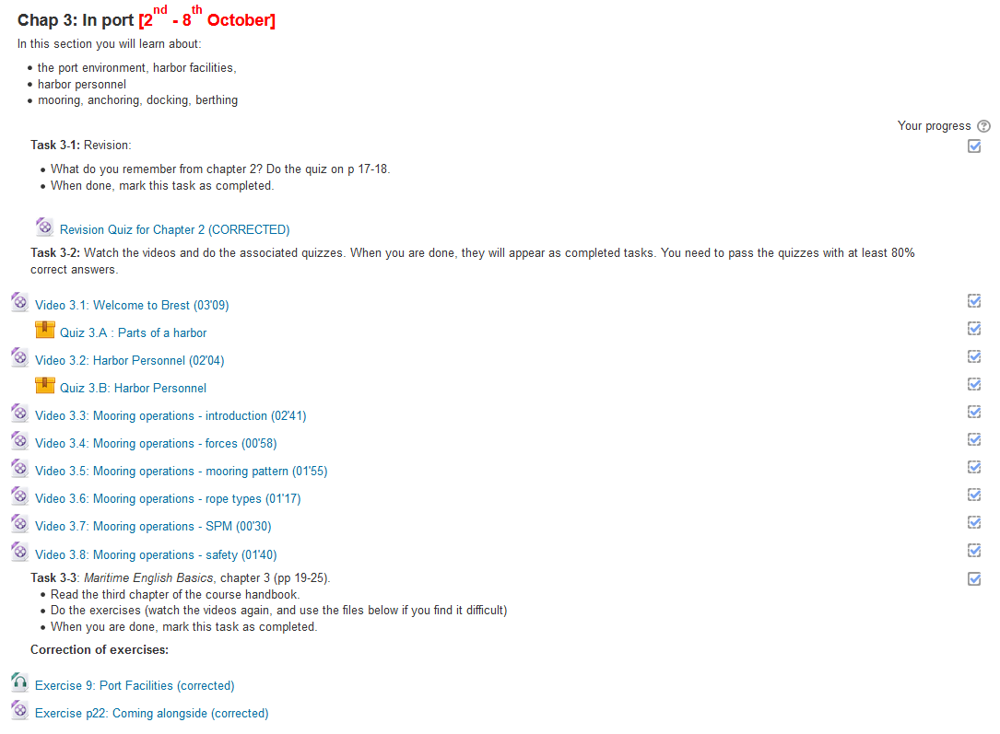 Chap 3: In port [2nd - 8th October]
In this section you will learn about:
• the port environment, harbor facilities,
• harbor personnel
• mooring, anchoring, docking, berthing
Your progress ?
Task 3-1: Revision:
• What do you remember from chapter 2? Do the quiz on p 17-18.
• When done, mark this task as completed.
Revision Quiz for Chapter 2 (CORRECTED)
Task 3-2: Watch the videos and do the associated quizzes. When you are done, they will appear as completed tasks. You need to pass the quizzes with at least 80%
correct answers.
Video 3.1: Welcome to Brest (03'09)
Quiz 3.A : Parts of a harbor
Video 3.2: Harbor Personnel (02'04)
Quiz 3.B: Harbor Personnel
Video 3.3: Mooring operations - introduction (02'41)
Video 3.4: Mooring operations - forces (00'58)
Video 3.5: Mooring operations - mooring pattern (01'55)
Video 3.6: Mooring operations - rope types (01'17)
Video 3.7: Mooring operations - SPM (00'30)
Video 3.8: Mooring operations - safety (01'40)
Task 3-3: Maritime English Basics, chapter 3 (pp 19-25).
• Read the third chapter of the course handbook.
• Do the exercises (watch the videos again, and use the files below if you find it difficult)
• When you are done, mark this task as completed.
Correction of exercises:
Exercise 9: Port Facilities (corrected)
Exercise p22: Coming alongside (corrected)